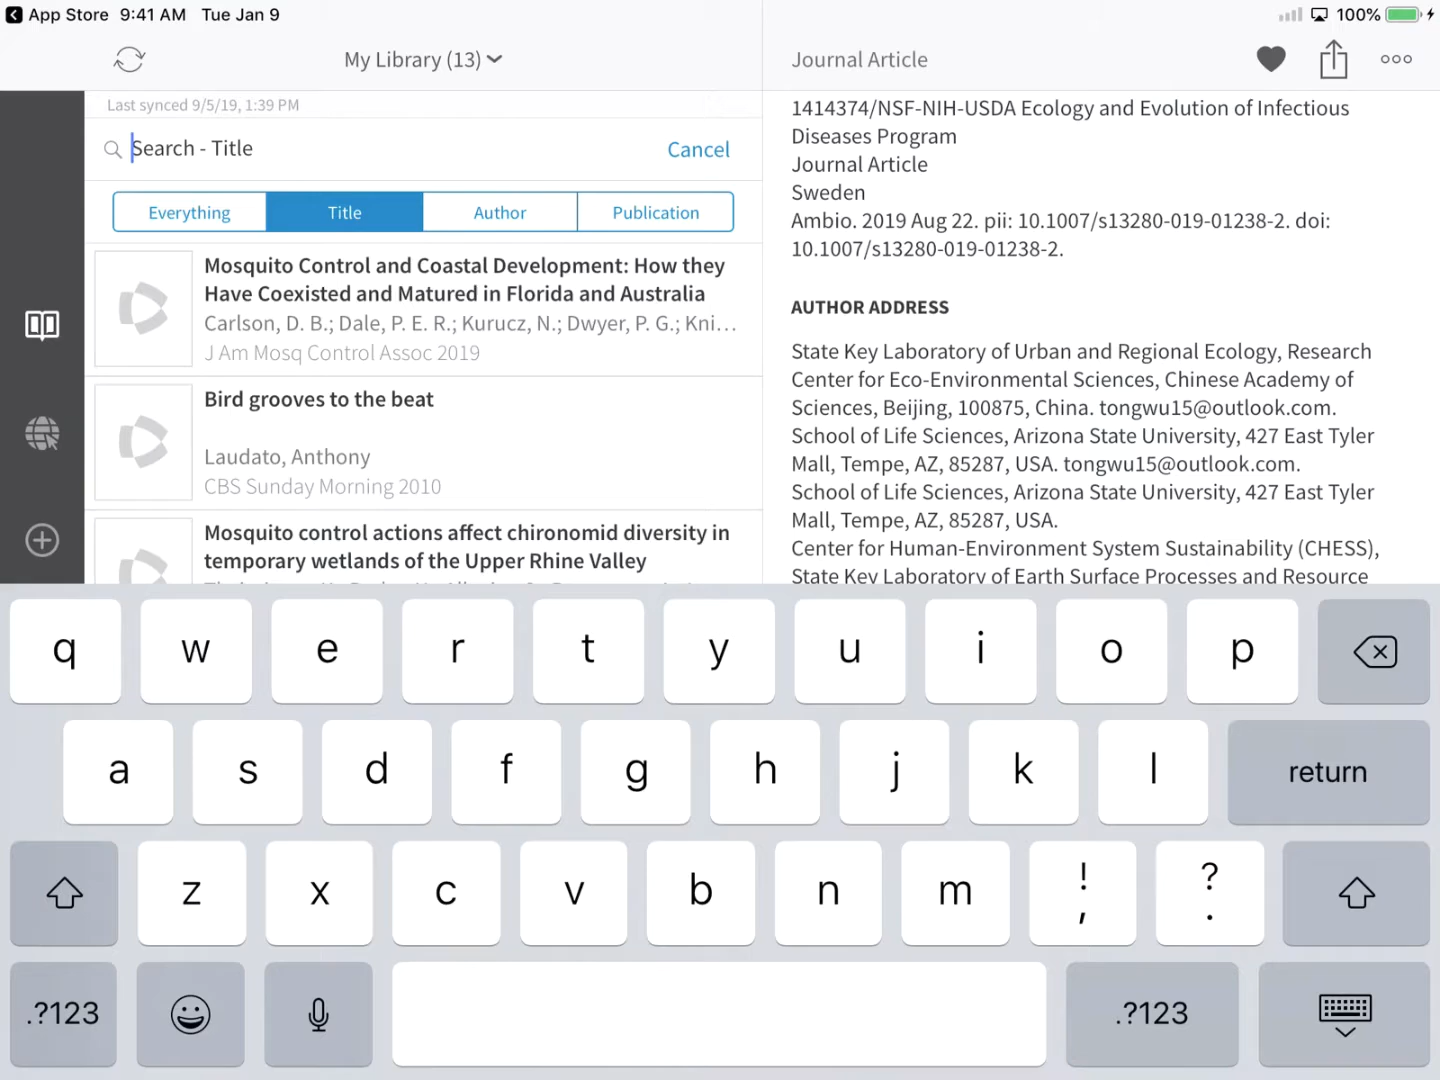 App Store 9:41 AM Tue Jan 9
100%
My Library (13)
Journal Article
Last synced 9/5/19, 1:39 PM
Search - Title
Cancel
Everything
Title
Author
Publication
Mosquito Control and Coastal Development: How they
Have Coexisted and Matured in Florida and Australia
Carlson, D. B.; Dale, P. E. R.; Kurucz, N.; Dwyer, P. G.; Kni...
J Am Mosq Control Assoc 2019
Bird grooves to the beat
Laudato, Anthony
CBS Sunday Morning 2010
Mosquito control actions affect chironomid diversity in
temporary wetlands of the Upper Rhine Valley
1414374/NSF-NIH-USDA Ecology and Evolution of Infectious
Diseases Program
Journal Article
Sweden
Ambio. 2019 Aug 22. pii: 10.1007/s13280-019-01238-2. doi:
10.1007/s13280-019-01238-2.
AUTHOR ADDRESS
State Key Laboratory of Urban and Regional Ecology, Research
Center for Eco-Environmental Sciences, Chinese Academy of
Sciences, Beijing, 100875, China. tongwu15@outlook.com.
School of Life Sciences, Arizona State University, 427 East Tyler
Mall, Tempe, AZ, 85287, USA. tongwu15@outlook.com.
School of Life Sciences, Arizona State University, 427 East Tyler
Mall, Tempe, AZ, 85287, USA.
Center for Human-Environment System Sustainability (CHESS),
State Key Laboratory of Earth Surface Processes and Resource
q w e r t y u i o p
a s d f g h j k l return
z x c v b n m ! , ? .
.?123 .?123